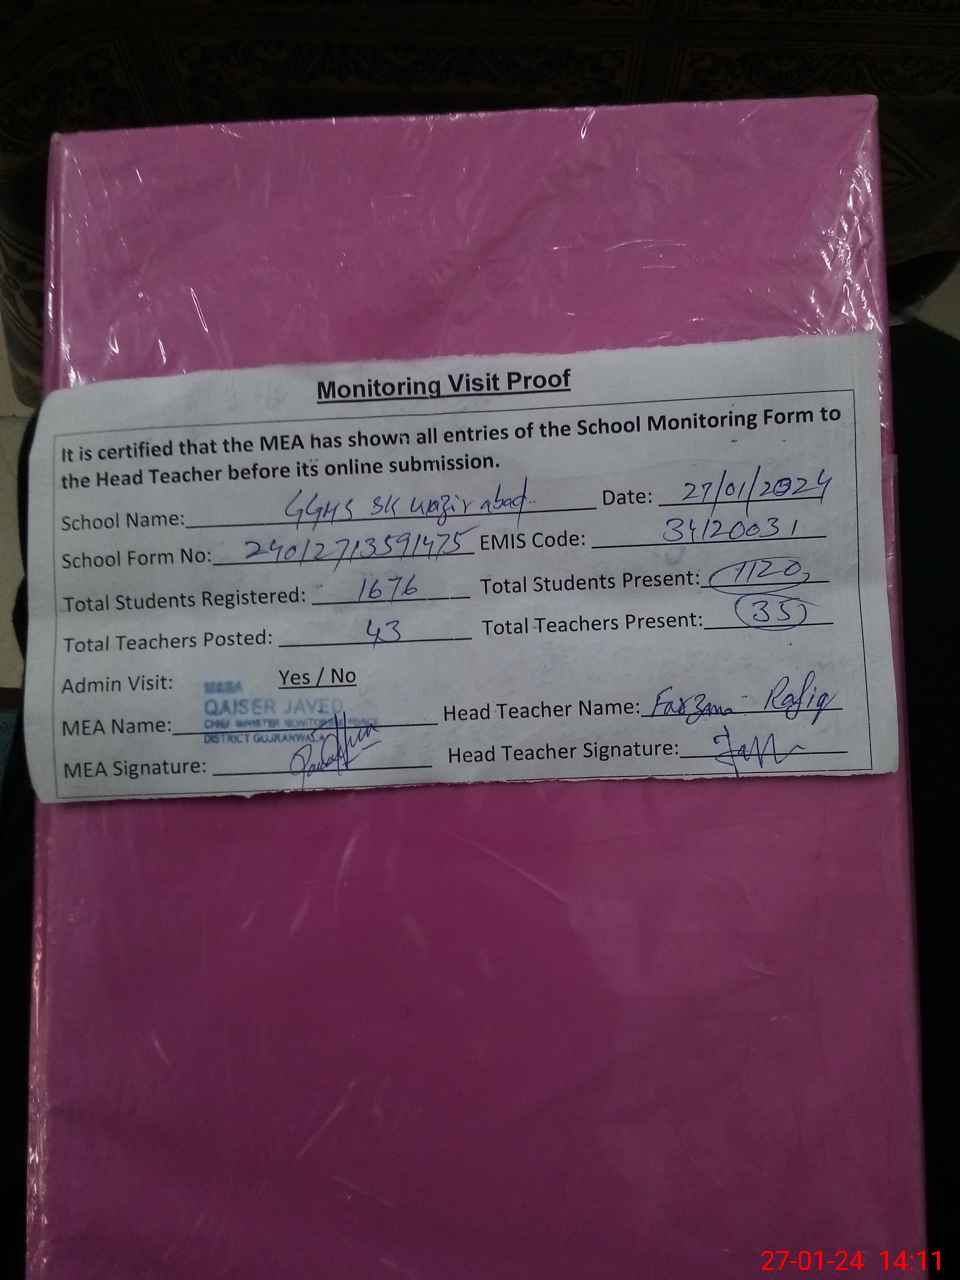 Monitoring Visit Proof
It is certified that the MEA has shown all entries of the School Monitoring Form to
the Head Teacher before its online submission.
School Name: GGHS SK Wazir abad Date: 27/01/2024
School Form No: 24012713591475 EMIS Code: 34120031
Total Students Registered: 1676 Total Students Present: 1120
Total Teachers Posted: 43 Total Teachers Present: 35
Admin Visit: Yes / No
QAISER JAVED
MEA Name: Head Teacher Name: Farzana Rafiq
DISTRICT GUJRANWALA
MEA Signature: Head Teacher Signature:
27-01-24 14:11